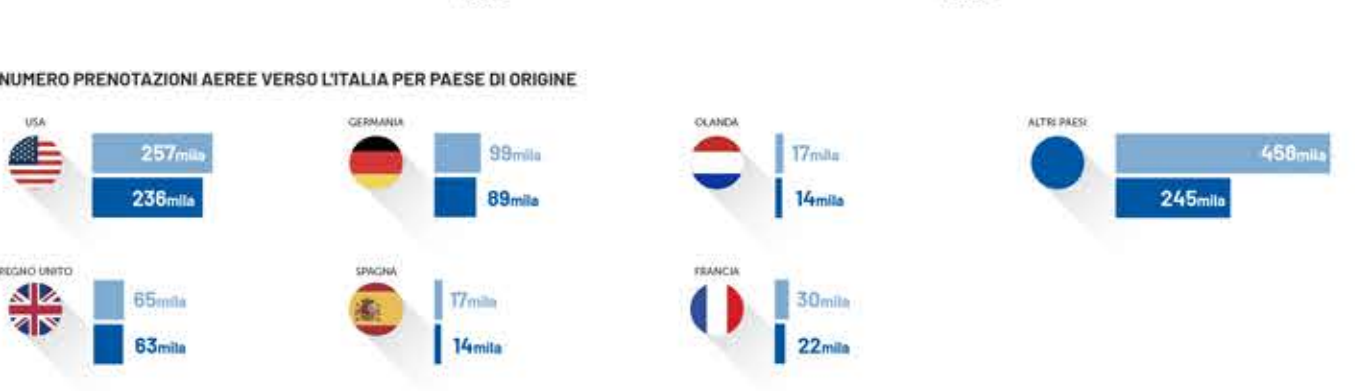 NUMERO PRENOTAZIONI AEREE VERSO L'ITALIA PER PAESE DI ORIGINE
USA
257mila
236mila
GERMANIA
99mila
89mila
OLANDA
17mila
14mila
ALTRI PAESI
458mila
245mila
REGNO UNITO
65mila
63mila
SPAGNA
17mila
14mila
FRANCIA
30mila
22mila